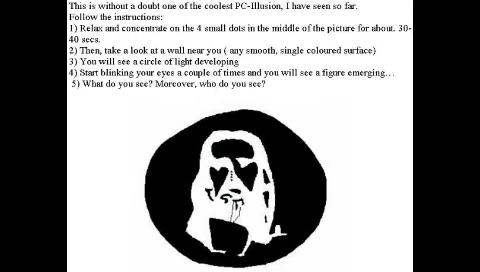 This is without a doubt one of the coolest PC-Illusion, I have seen so far.
Follow the instructions:
1) Relax and concentrate on the 4 small dots in the middle of the picture for about. 30-
40 secs.
2) Then, take a look at a wall near you ( any smooth, single coloured surface)
3) You will see a circle of light developing
4) Start blinking your eyes a couple of times and you will see a figure emerging...
5) What do you see? Moreover, who do you see?